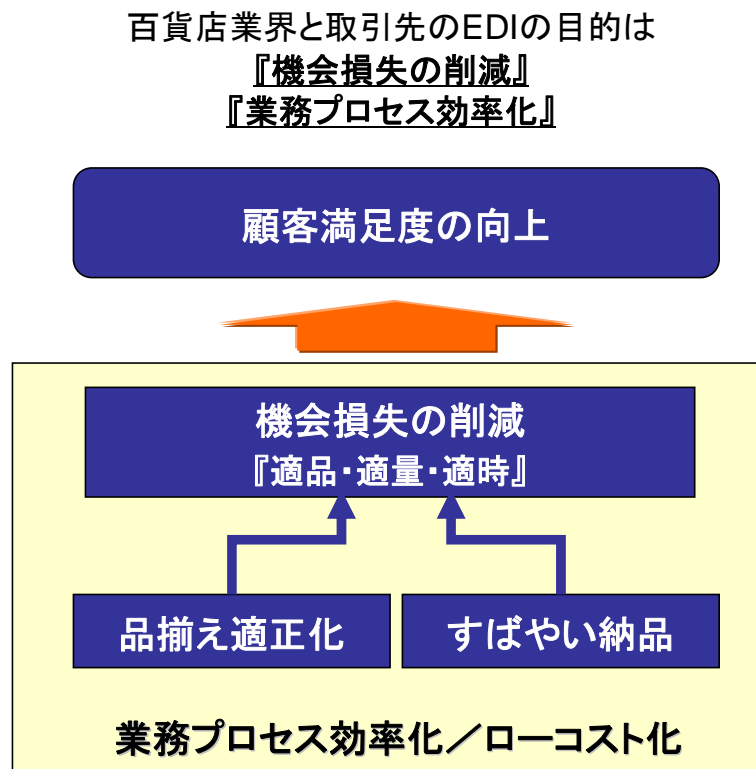 百貨店業界と取引先のEDIの目的は
『機会損失の削減』
『業務プロセス効率化』
顧客満足度の向上
機会損失の削減
『適品・適量・適時』
品揃え適正化
すばやい納品
業務プロセス効率化／ローコスト化